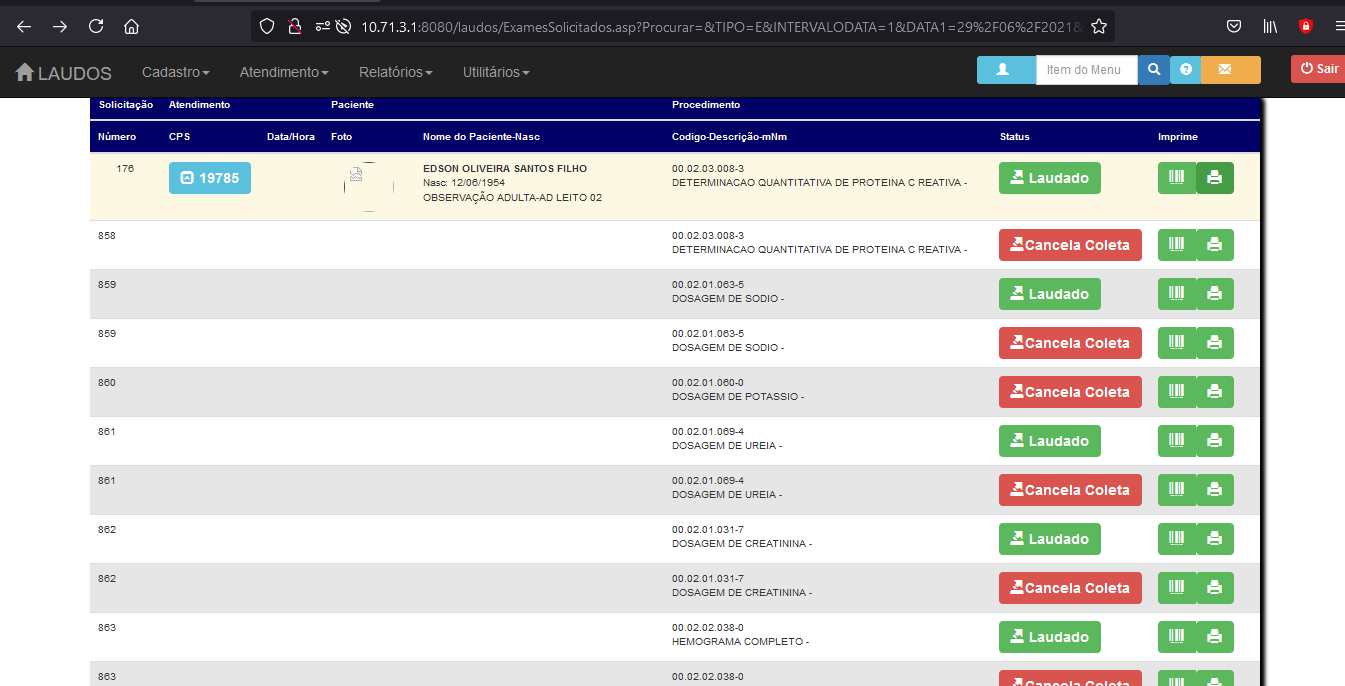 10.71.3.1:8080/laudos/ExamesSolicitados.asp?Procurar=&TIPO=E&INTERVALODATA=1&DATA1=29%2F06%2F2021&
LAUDOS Cadastro Atendimento Relatórios Utilitários Item do Menu Sair
Solicitação Atendimento Paciente Procedimento
Número CPS Data/Hora Foto Nome do Paciente-Nasc Codigo-Descrição-mNm Status Imprime
176 19785 EDSON OLIVEIRA SANTOS FILHO 00.02.03.008-3 Laudado
Nasc: 12/06/1954 DETERMINACAO QUANTITATIVA DE PROTEINA C REATIVA -
OBSERVAÇÃO ADULTA-AD LEITO 02
858 00.02.03.008-3 Cancela Coleta
DETERMINACAO QUANTITATIVA DE PROTEINA C REATIVA -
859 00.02.01.063-5 Laudado
DOSAGEM DE SODIO -
859 00.02.01.063-5 Cancela Coleta
DOSAGEM DE SODIO -
860 00.02.01.060-0 Cancela Coleta
DOSAGEM DE POTASSIO -
861 00.02.01.069-4 Laudado
DOSAGEM DE UREIA -
861 00.02.01.069-4 Cancela Coleta
DOSAGEM DE UREIA -
862 00.02.01.031-7 Laudado
DOSAGEM DE CREATININA -
862 00.02.01.031-7 Cancela Coleta
DOSAGEM DE CREATININA -
863 00.02.02.038-0 Laudado
HEMOGRAMA COMPLETO -
863 00.02.02.038-0 Cancela Coleta